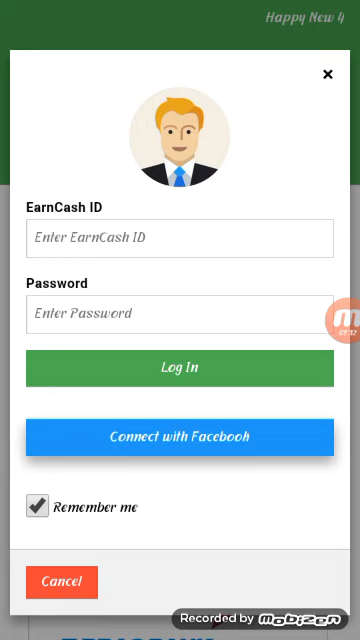 Happy New Y
×
EarnCash ID
Enter EarnCash ID
Password
Enter Password
M
Log In
Connect with Facebook
Remember me
Cancel
Recorded by Mobizen